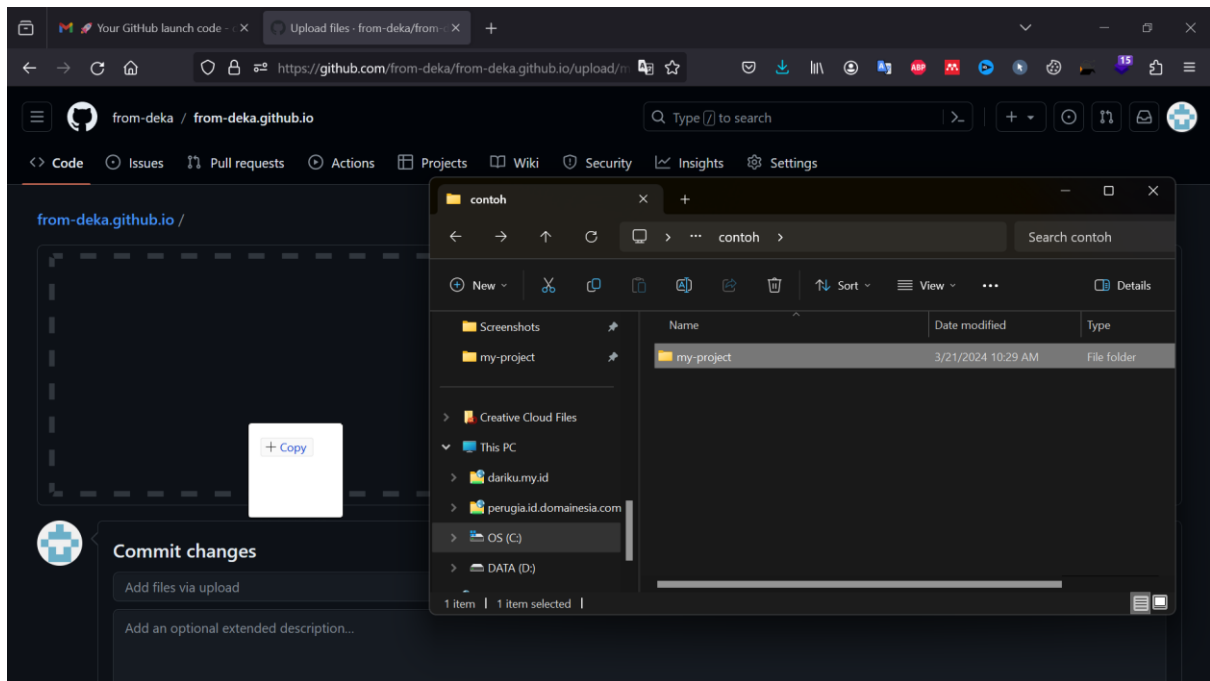 Your GitHub launch code -
Upload files · from-deka/from-
https://github.com/from-deka/from-deka.github.io/upload/m
ABP
15
from-deka / from-deka.github.io
Type / to search
Code Issues Pull requests Actions Projects Wiki Security Insights Settings
from-deka.github.io /
contoh
contoh
Search contoh
New Sort View Details
Screenshots
my-project
Creative Cloud Files
This PC
dariku.my.id
perugia.id.domainesia.com
OS (C:)
DATA (D:)
Name Date modified Type
my-project 3/21/2024 10:29 AM File folder
1 item 1 item selected
+ Copy
Commit changes
Add files via upload
Add an optional extended description...